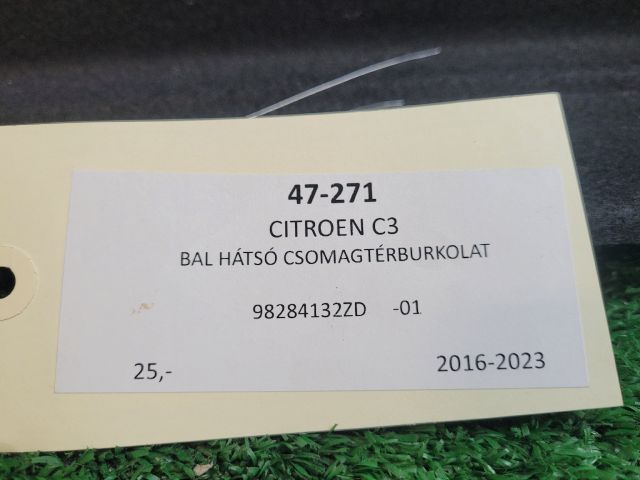 47-271
CITROEN C3
BAL HÁTSÓ CSOMAGTÉRBURKOLAT
98284132ZD -01
25,- 2016-2023